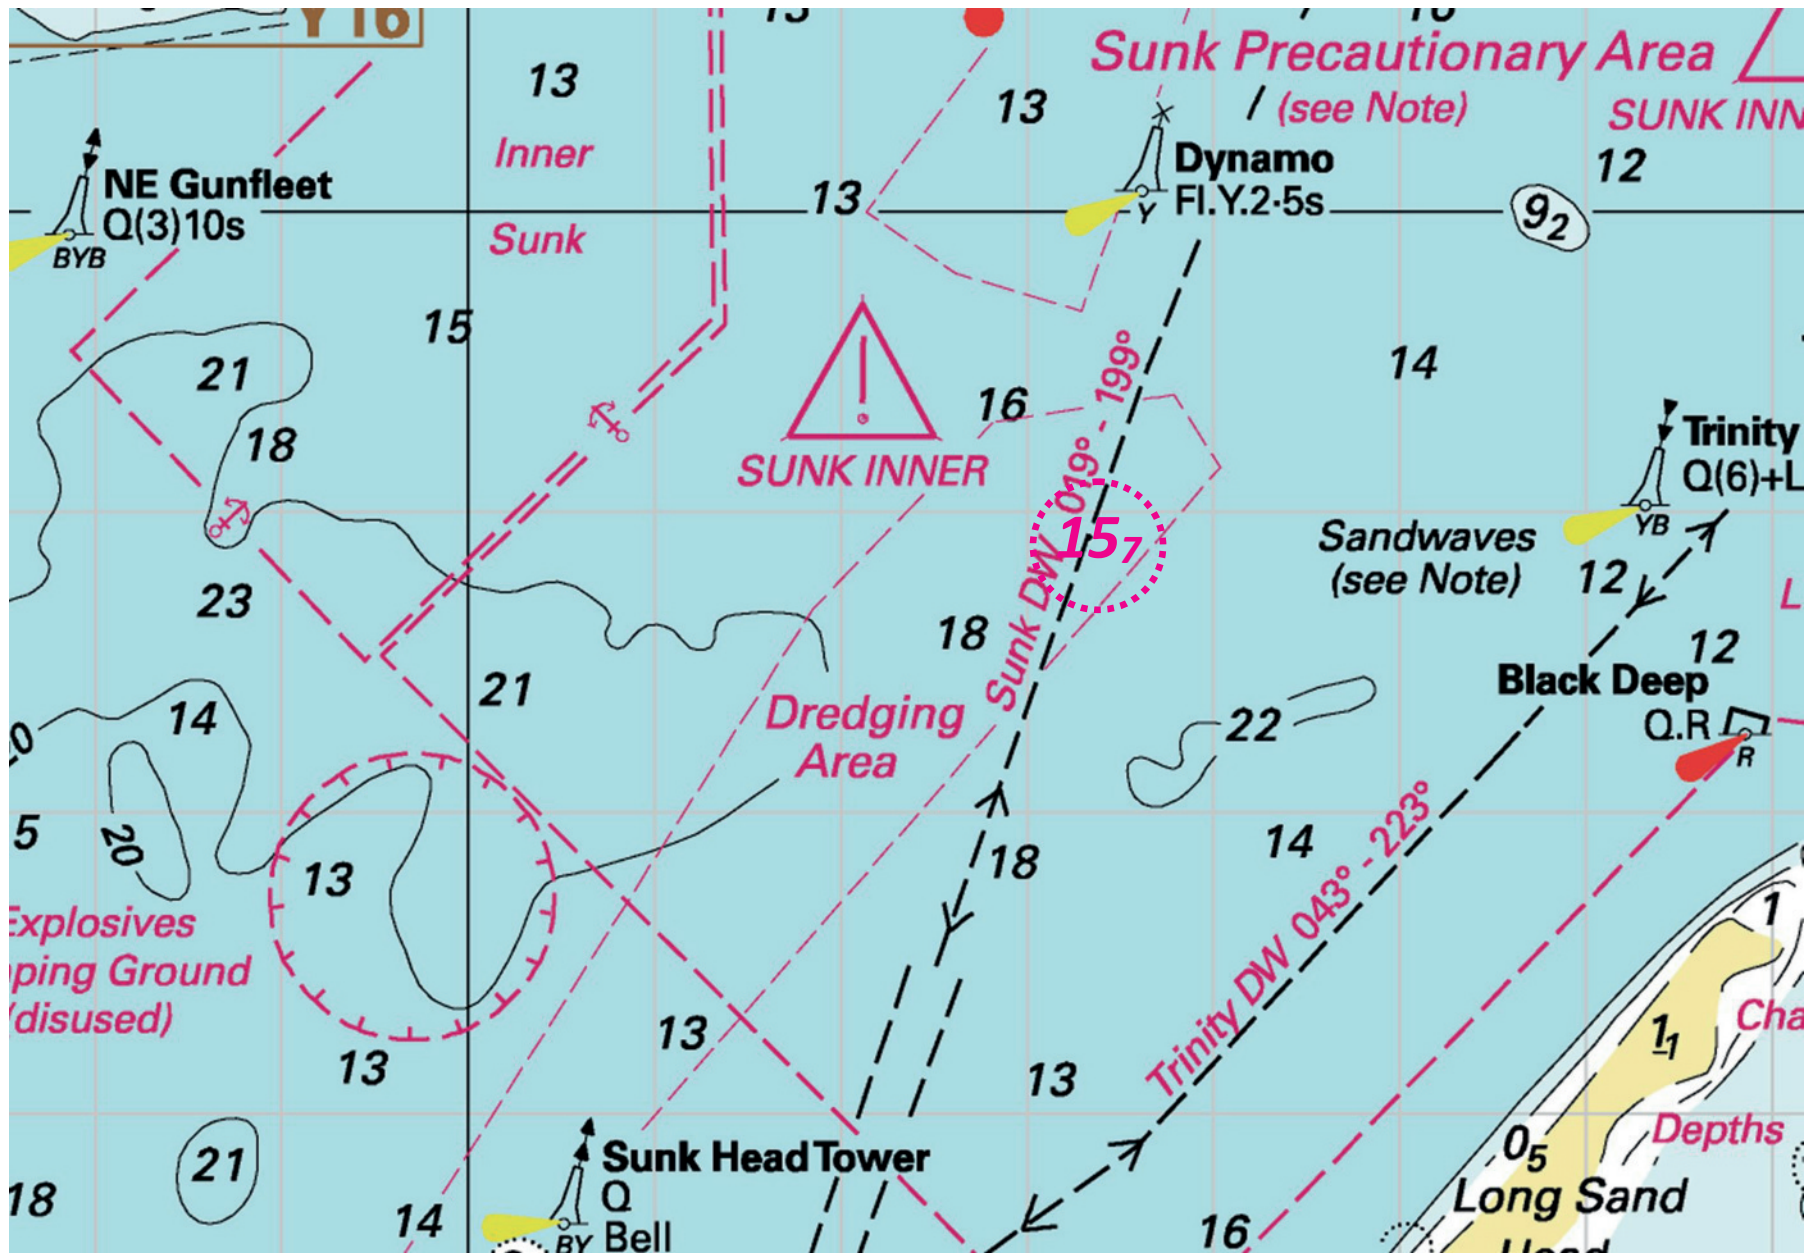 Y 16
13
Sunk Precautionary Area
(see Note)
SUNK INN
13
13
12
Inner
Dynamo
Fl.Y.2·5s
Y
NE Gunfleet
Q(3)10s
BYB
13
9₂
Sunk
15
21
14
16
18
SUNK INNER
Trinity
Q(6)+L
YB
15₇
Sunk DW 019° - 199°
Sandwaves
(see Note)
12
23
18
12
21
Black Deep
Q.R
R
14
Dredging
Area
22
20
5
13
18
14
Trinity DW 043° - 223°
Explosives
ping Ground
(disused)
1
13
13
13
1₁
Cha
Depths
21
0₅
Sunk Head Tower
Q
Bell
BY
18
14
16
Long Sand
Head